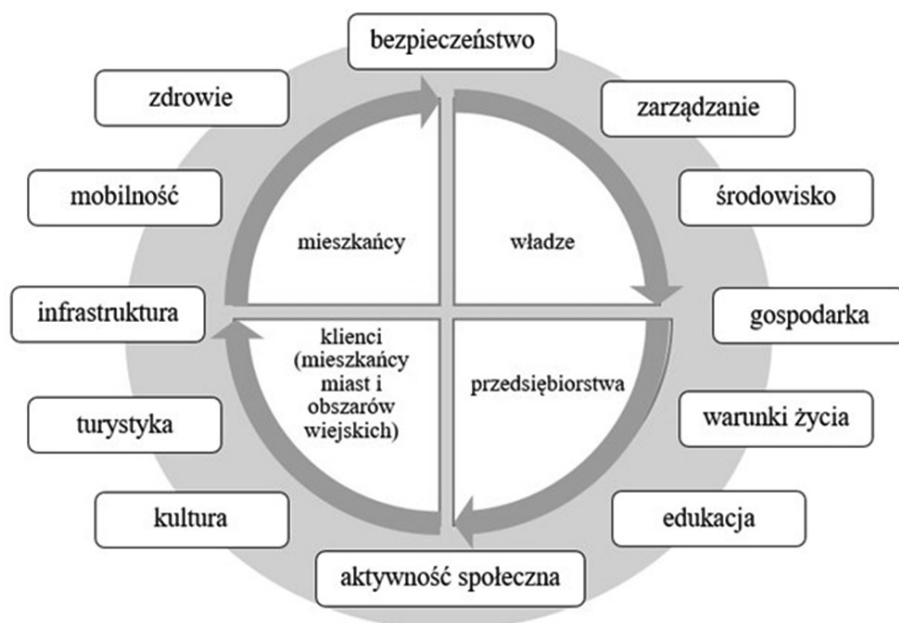 bezpieczeństwo
zdrowie
zarządzanie
mobilność
środowisko
mieszkańcy
władze
infrastruktura
gospodarka
klienci
(mieszkańcy
miast i
obszarów
wiejskich)
przedsiębiorstwa
turystyka
warunki życia
kultura
edukacja
aktywność społeczna